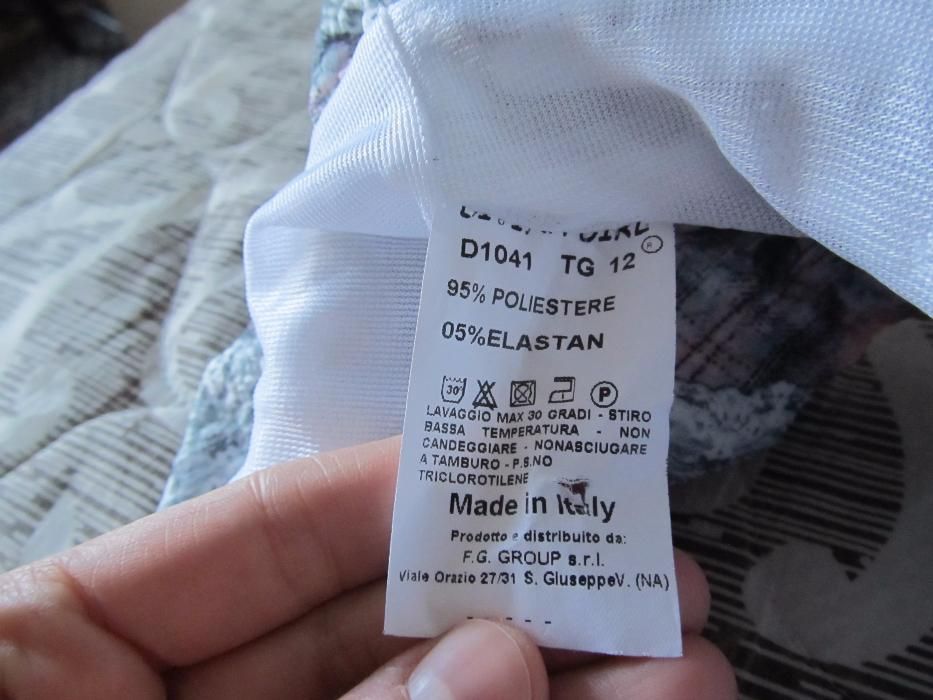 D1041 TG 12
95% POLIESTERE
05%ELASTAN
30°
P
LAVAGGIO MAX 30 GRADI - STIRO
BASSA TEMPERATURA - NON
CANDEGGIARE - NONASCIUGARE
A TAMBURO - P.S.NO
TRICLOROTILENE
Made in Italy
Prodotto e distribuito da:
F.G. GROUP s.r.l.
Viale Orazio 27/31 S. GiuseppeV. (NA)